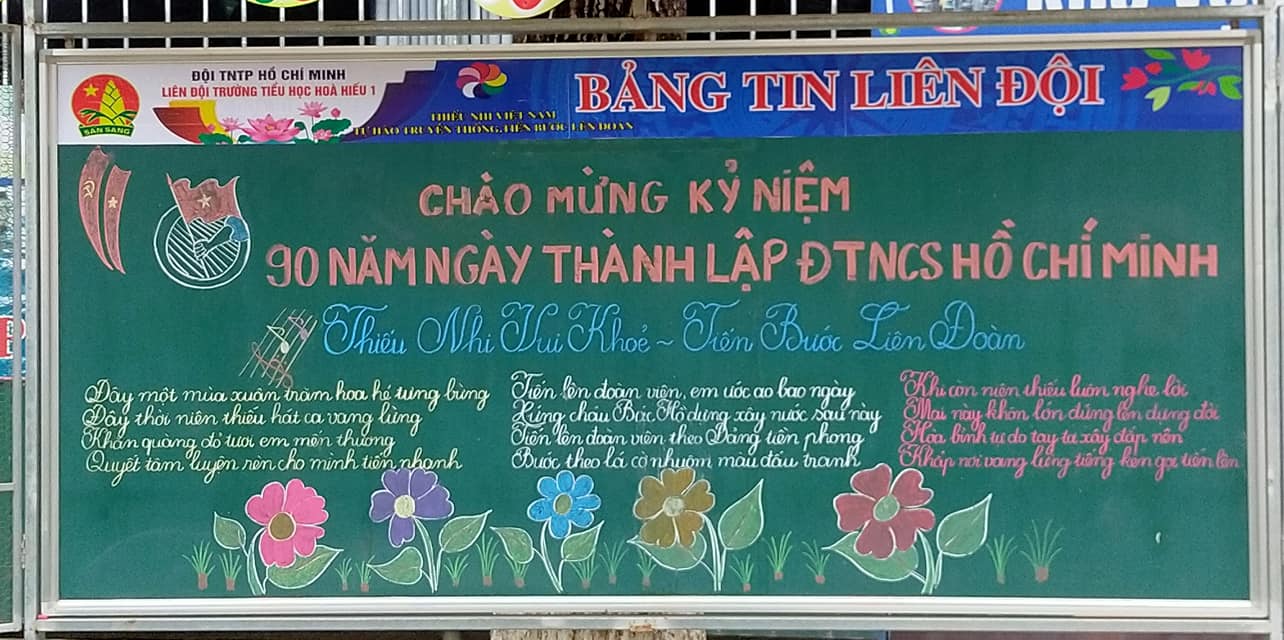 ĐỘI TNTP HỒ CHÍ MINH
LIÊN ĐỘI TRƯỜNG TIỂU HỌC HOÀ HIẾU 1
SẴN SÀNG
THIẾU NHI VIỆT NAM
TỰ HÀO TRUYỀN THỐNG, TIẾN BƯỚC LÊN ĐOÀN
BẢNG TIN LIÊN ĐỘI
CHÀO MỪNG KỶ NIỆM
90 NĂM NGÀY THÀNH LẬP ĐTNCS HỒ CHÍ MINH
Thiếu Nhi Vui Khoẻ ~ Tiến Bước Liên Đoàn
Đây một mùa xuân trăm hoa hé tưng bừng
Đây thời niên thiếu hát ca vang lừng
Khăn quàng đỏ tươi em mến thương
Quyết tâm luyện rèn cho mình tiến nhanh
Tiến lên đoàn viên, em ước ao bao ngày
Xứng cháu Bác Hồ dựng xây nước sau này
Tiến lên đoàn viên theo Đảng tiền phong
Bước theo lá cờ nhuộm màu đấu tranh
Khi còn niên thiếu luôn nghe lời
Mai này khôn lớn đứng lên dựng đời
Hòa bình tự do tay ta xây đắp nên
Khắp nơi vang lừng tiếng kèn gọi tiến lên